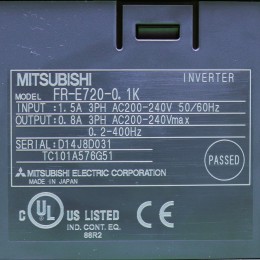 MITSUBISHI INVERTER
MODEL FR-E720-0.1K
INPUT :1.5A 3PH AC200-240V 50/60Hz
OUTPUT:0.8A 3PH AC200-240Vmax
0.2-400Hz
SERIAL:D14J8D031
TC101A576G51
PASSED
MITSUBISHI ELECTRIC CORPORATION
MADE IN JAPAN
C UL US LISTED CE
IND. CONT. EQ.
86R2